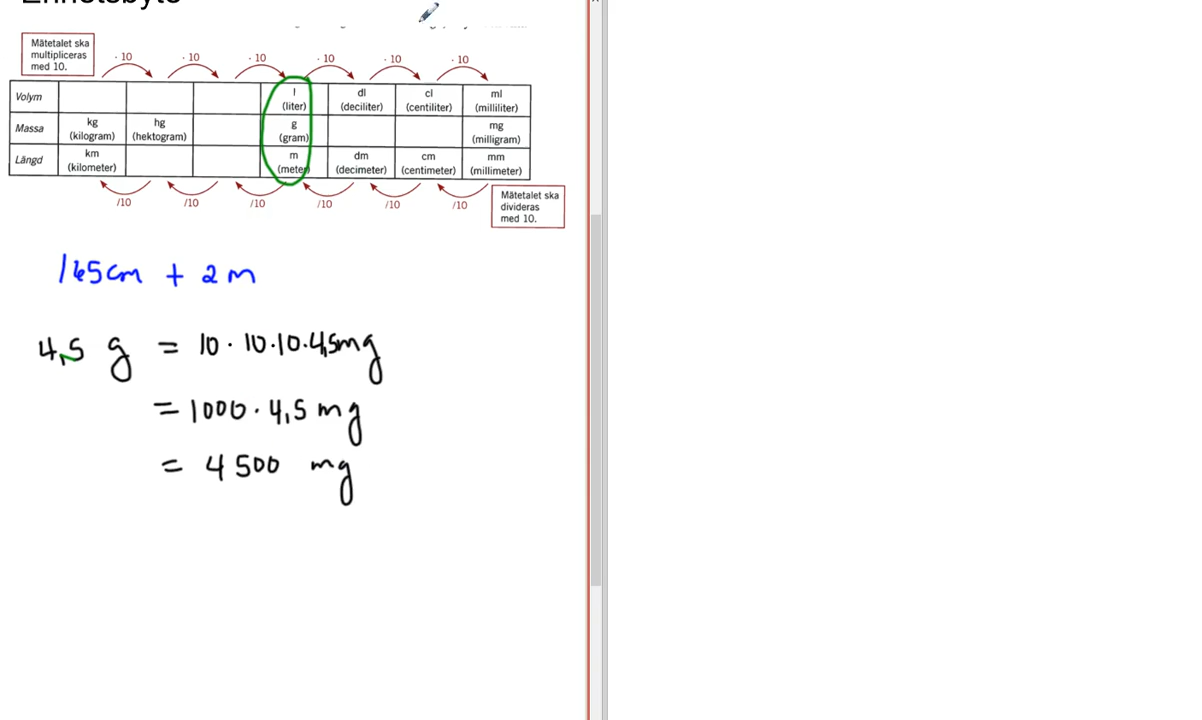 Mätetalet ska
multipliceras
med 10.
· 10 · 10 · 10 · 10 · 10 · 10
Volym l dl cl ml
(liter) (deciliter) (centiliter) (milliliter)
Massa kg hg g mg
(kilogram) (hektogram) (gram) (milligram)
Längd km m dm cm mm
(kilometer) (meter) (decimeter) (centimeter) (millimeter)
/10 /10 /10 /10 /10 /10
Mätetalet ska
divideras
med 10.
165cm + 2m
4,5 g = 10 · 10 · 10 · 4,5mg
= 1000 · 4,5 mg
= 4 500 mg